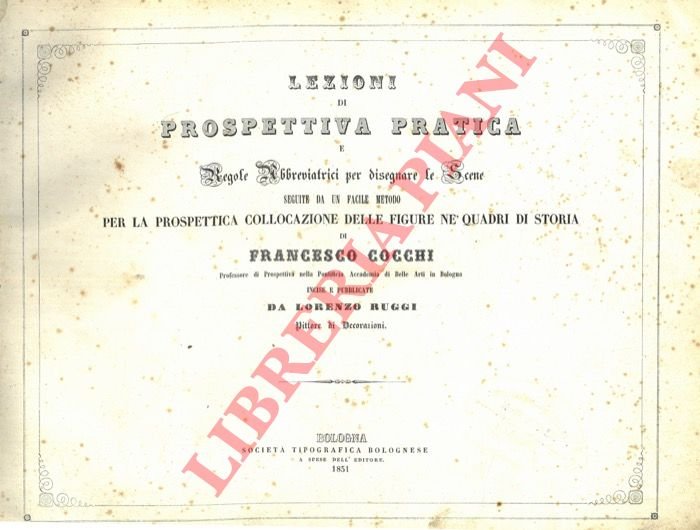 LEZIONI
DI
PROSPETTIVA PRATICA
E
Regole Abbreviatrici per disegnare le Scene
SEGUITE DA UN FACILE METODO
PER LA PROSPETTICA COLLOCAZIONE DELLE FIGURE NE' QUADRI DI STORIA
DI
FRANCESCO COCCHI
Professore di Prospettiva nella Pontificia Accademia di Belle Arti in Bologna
INCISE E PUBBLICATE
DA LORENZO RUGGI
Pittore di Decorazioni.
BOLOGNA
SOCIETA TIPOGRAFICA BOLOGNESE
A SPESE DELL' EDITORE.
1851
LIBRERIA PIANI